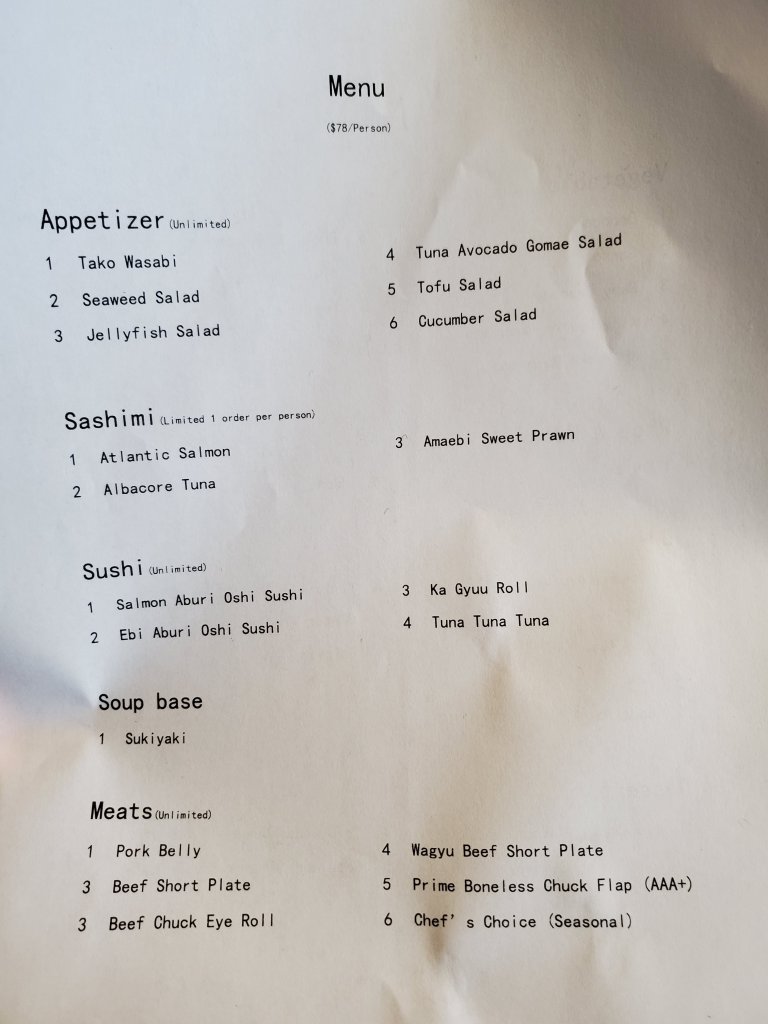 Menu
($78/Person)
Appetizer (Unlimited)
1 Tako Wasabi
2 Seaweed Salad
3 Jellyfish Salad
4 Tuna Avocado Gomae Salad
5 Tofu Salad
6 Cucumber Salad
Sashimi (Limited 1 order per person)
1 Atlantic Salmon
2 Albacore Tuna
3 Amaebi Sweet Prawn
Sushi (Unlimited)
1 Salmon Aburi Oshi Sushi
2 Ebi Aburi Oshi Sushi
3 Ka Gyuu Roll
4 Tuna Tuna Tuna
Soup base
1 Sukiyaki
Meats (Unlimited)
1 Pork Belly
3 Beef Short Plate
3 Beef Chuck Eye Roll
4 Wagyu Beef Short Plate
5 Prime Boneless Chuck Flap (AAA+)
6 Chef's Choice (Seasonal)